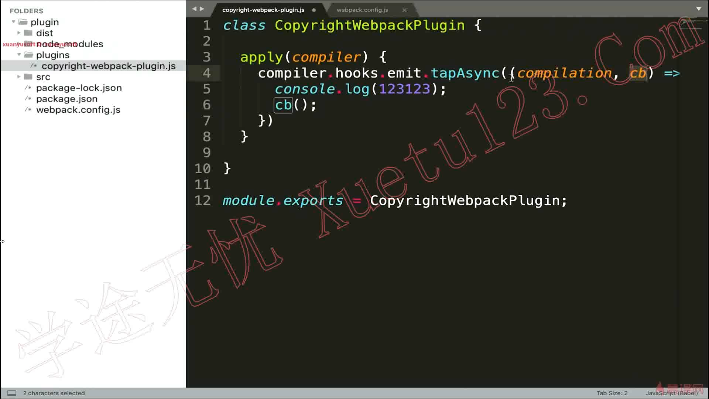 FOLDERS
plugin
dist
node_modules
plugins
copyright-webpack-plugin.js
src
package-lock.json
package.json
webpack.config.js
copyright-webpack-plugin.js
webpack.config.js
1 class CopyrightWebpackPlugin {
2
3 apply(compiler) {
4 compiler.hooks.emit.tapAsync((compilation, cb) =>
5 console.log(123123);
6 cb();
7 })
8 }
9
10 }
11
12 module.exports = CopyrightWebpackPlugin;
学无忧 Xuetu123.Com
2 characters selected
Tab Size: 2
JavaScript (Babel)